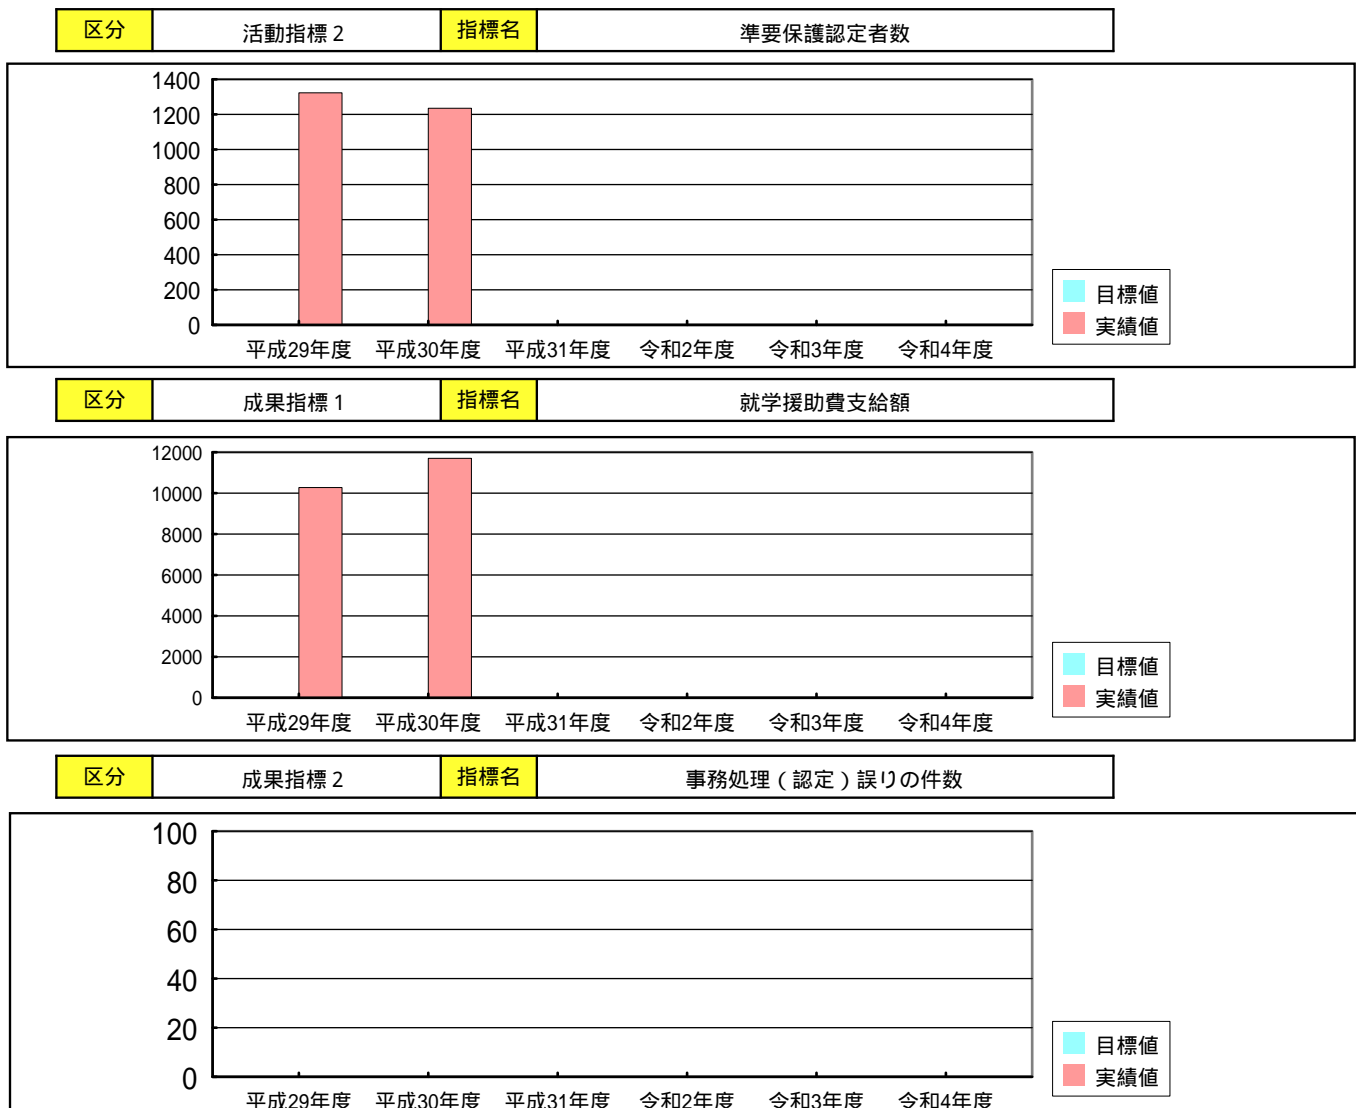 区分 活動指標2 指標名 準要保護認定者数
1400
1200
1000
800
600
400
200
0
平成29年度 平成30年度 平成31年度 令和2年度 令和3年度 令和4年度
目標値
実績値
区分 成果指標1 指標名 就学援助費支給額
12000
10000
8000
6000
4000
2000
0
平成29年度 平成30年度 平成31年度 令和2年度 令和3年度 令和4年度
目標値
実績値
区分 成果指標2 指標名 事務処理(認定)誤りの件数
100
80
60
40
20
0
平成29年度 平成30年度 平成31年度 令和2年度 令和3年度 令和4年度
目標値
実績値